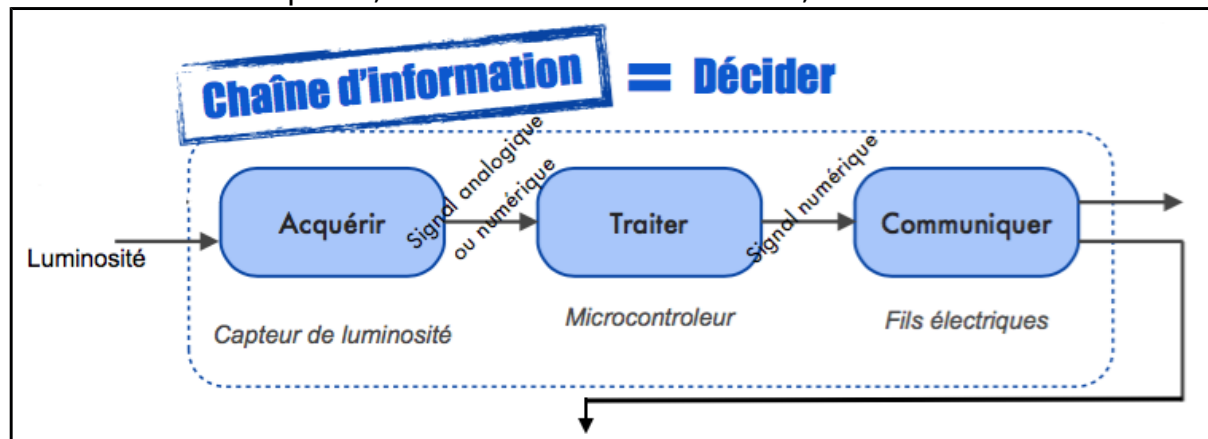 Chaîne d'information = Décider
Signal analogique
ou numérique
Signal numérique
Acquérir
Traiter
Communiquer
Luminosité
Capteur de luminosité
Microcontroleur
Fils électriques